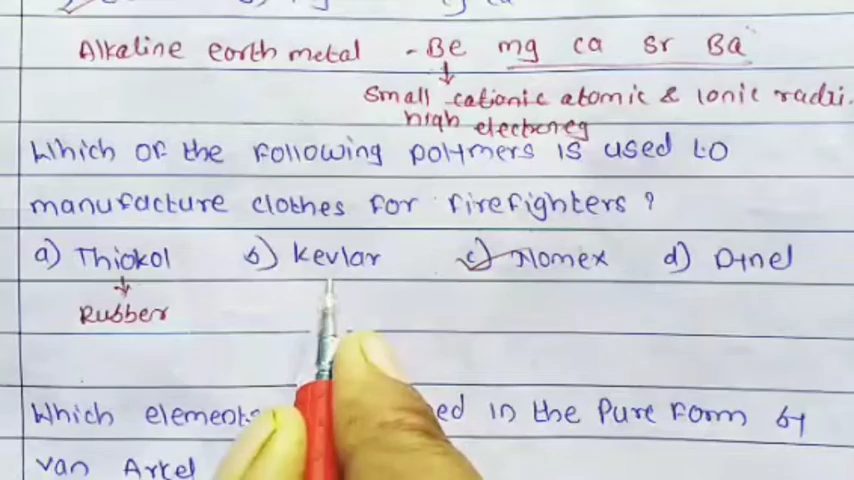 Alkaline earth metal - Be mg ca sr Ba
Small cationic atomic & ionic radii.
high electroneg
Which of the following polymers is used to
manufacture clothes for firefighters ?
a) Thiokol b) kevlar c) Nomex d) Dynel
Rubber
Which in the Pure form by
van Arkel